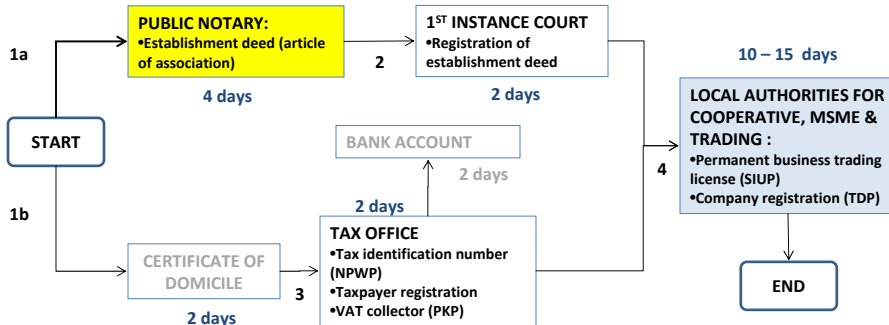 1a
PUBLIC NOTARY:
•Establishment deed (article
of association)
4 days
2
1ST INSTANCE COURT
•Registration of
establishment deed
2 days
10 – 15 days
LOCAL AUTHORITIES FOR
COOPERATIVE, MSME &
TRADING :
•Permanent business trading
license (SIUP)
•Company registration (TDP)
START
BANK ACCOUNT
2 days
4
1b
CERTIFICATE OF
DOMICILE
2 days
3
2 days
TAX OFFICE
•Tax identification number
(NPWP)
•Taxpayer registration
•VAT collector (PKP)
END